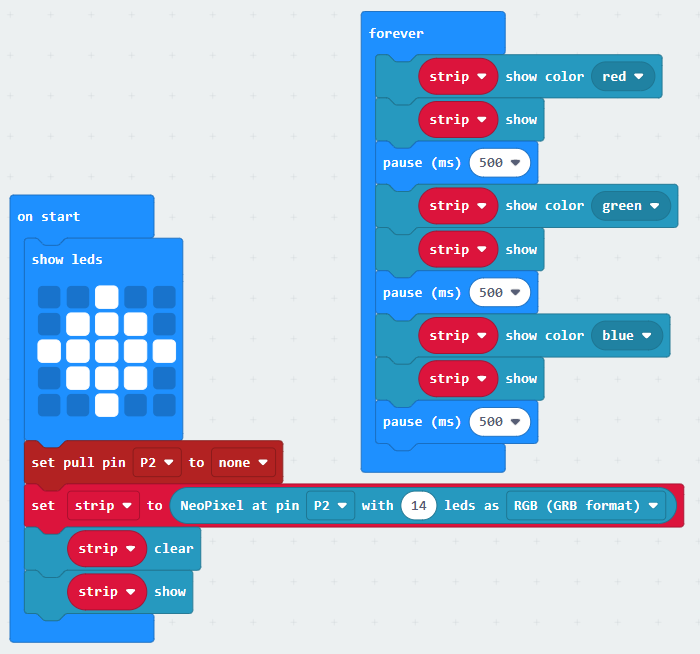 on start
show leds
set pull pin P2 to none
set strip to NeoPixel at pin P2 with 14 leds as RGB (GRB format)
strip clear
strip show
forever
strip show color red
strip show
pause (ms) 500
strip show color green
strip show
pause (ms) 500
strip show color blue
strip show
pause (ms) 500